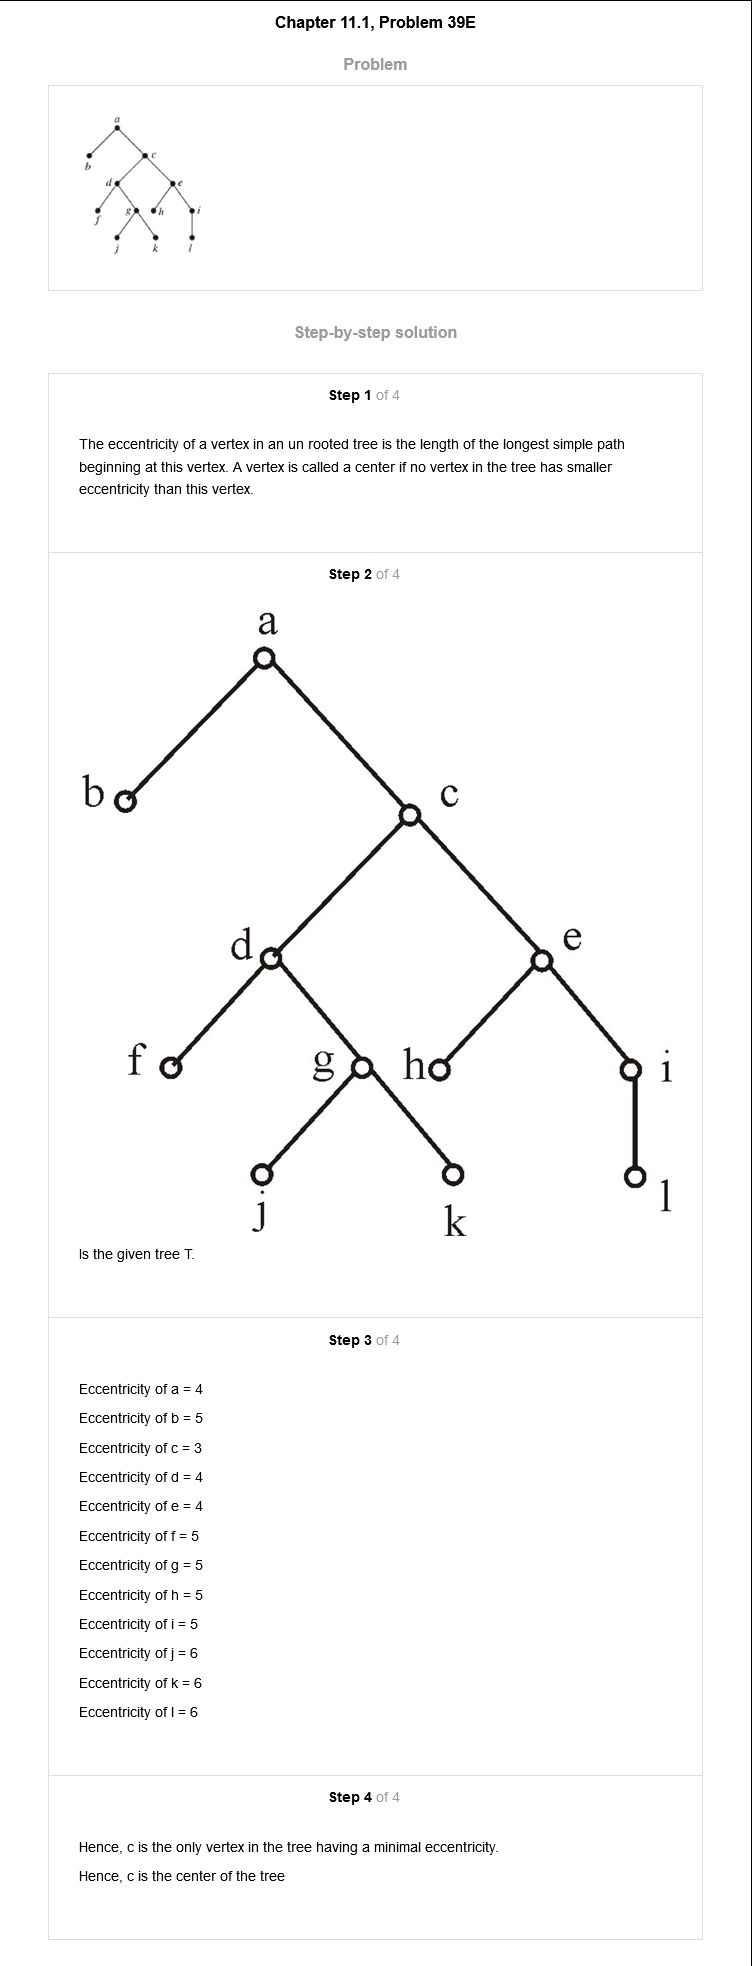 Chapter 11.1, Problem 39E
Problem
a
b
c
d
e
f
g
h
i
j
k
l
Step-by-step solution
Step 1 of 4
The eccentricity of a vertex in an un rooted tree is the length of the longest simple path
beginning at this vertex. A vertex is called a center if no vertex in the tree has smaller
eccentricity than this vertex.
Step 2 of 4
a
b
c
d
e
f
g
h
i
j
k
l
Is the given tree T.
Step 3 of 4
Eccentricity of a = 4
Eccentricity of b = 5
Eccentricity of c = 3
Eccentricity of d = 4
Eccentricity of e = 4
Eccentricity of f = 5
Eccentricity of g = 5
Eccentricity of h = 5
Eccentricity of i = 5
Eccentricity of j = 6
Eccentricity of k = 6
Eccentricity of l = 6
Step 4 of 4
Hence, c is the only vertex in the tree having a minimal eccentricity.
Hence, c is the center of the tree